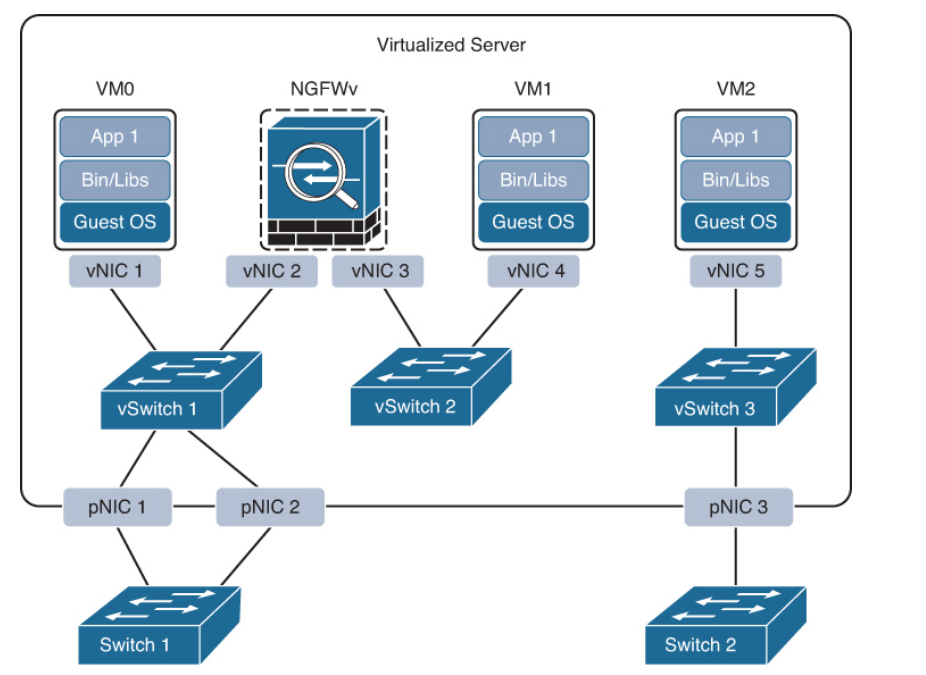 Virtualized Server
VM0
NGFWv
VM1
VM2
App 1
App 1
App 1
Bin/Libs
Bin/Libs
Bin/Libs
Guest OS
Guest OS
Guest OS
vNIC 1
vNIC 2
vNIC 3
vNIC 4
vNIC 5
vSwitch 1
vSwitch 2
vSwitch 3
pNIC 1
pNIC 2
pNIC 3
Switch 1
Switch 2